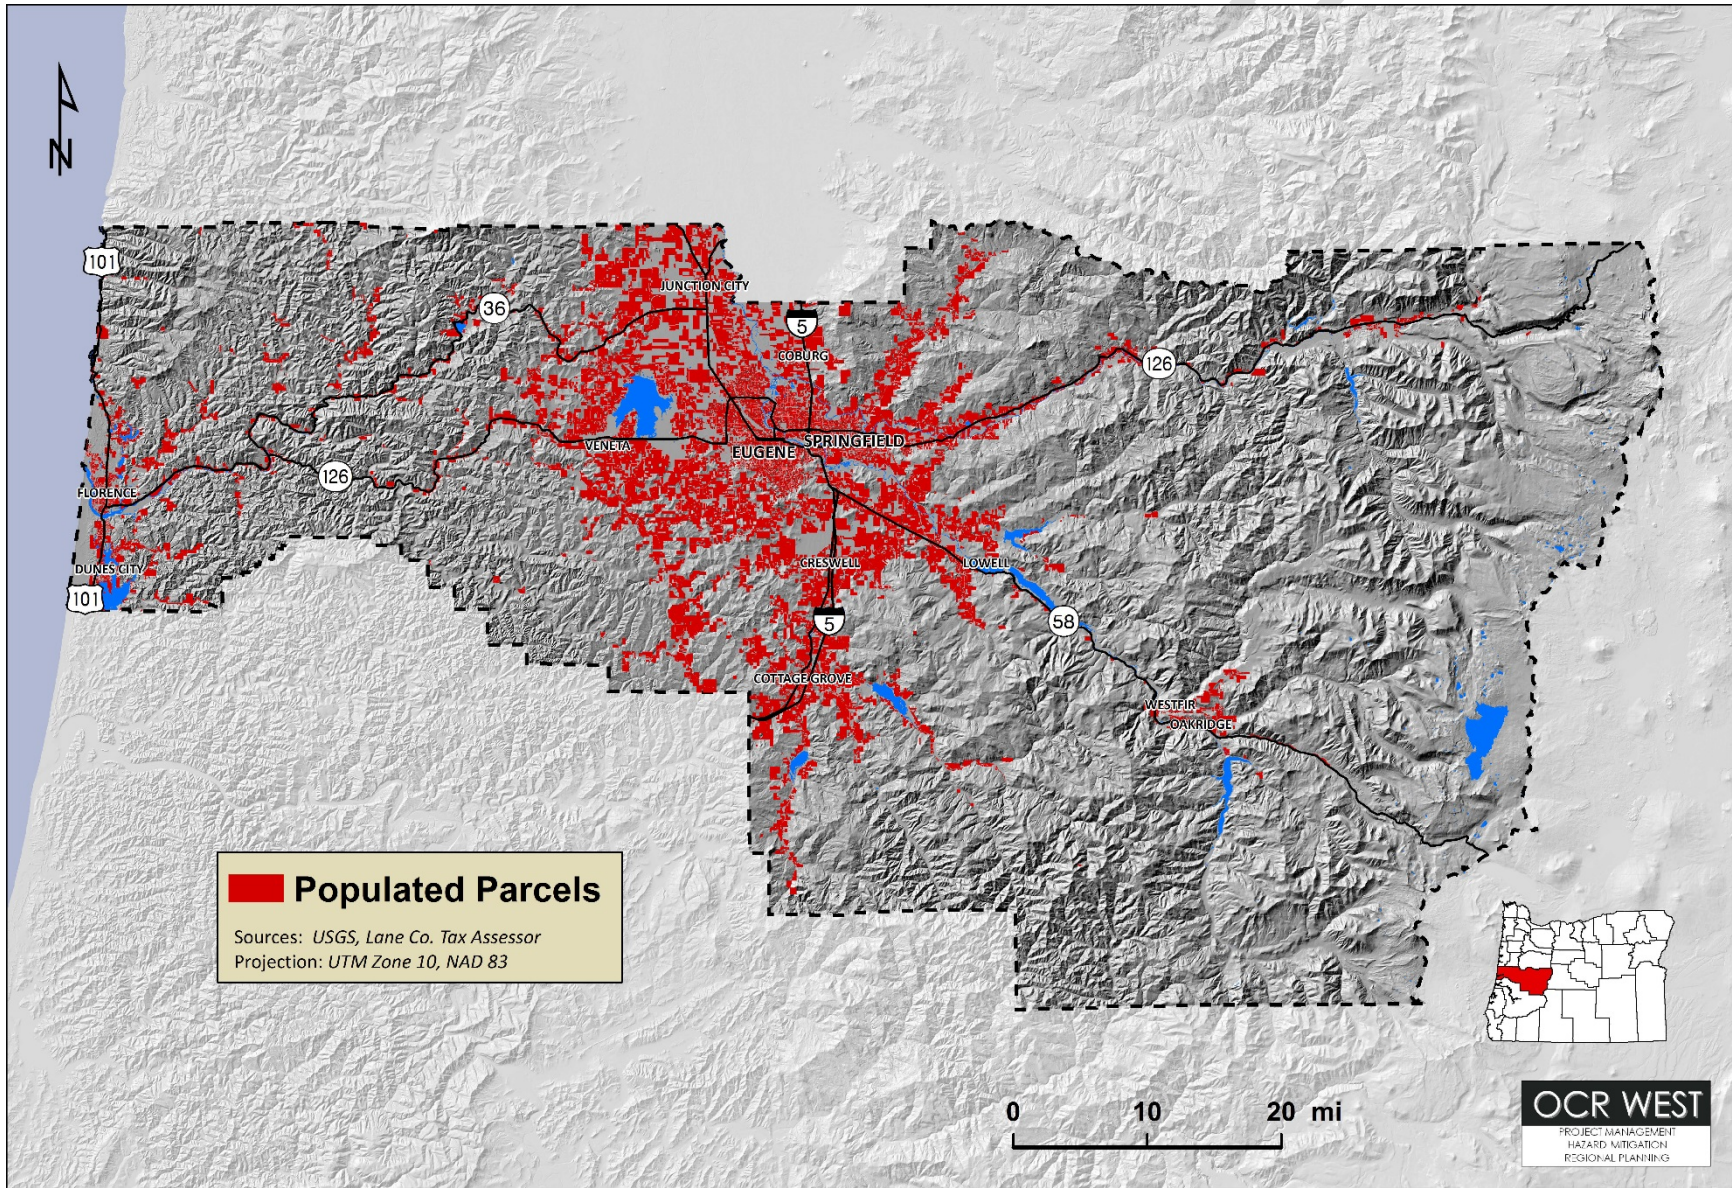 N
101
JUNCTION CITY
36
5
COBURG
126
SPRINGFIELD
VENETA
EUGENE
126
FLORENCE
CRESWELL
LOWELL
DUNES CITY
101
5
58
COTTAGE GROVE
WESTFIR
OAKRIDGE
Populated Parcels
Sources: USGS, Lane Co. Tax Assessor
Projection: UTM Zone 10, NAD 83
0 10 20 mi
OCR WEST
PROJECT MANAGEMENT
HAZARD MITIGATION
REGIONAL PLANNING